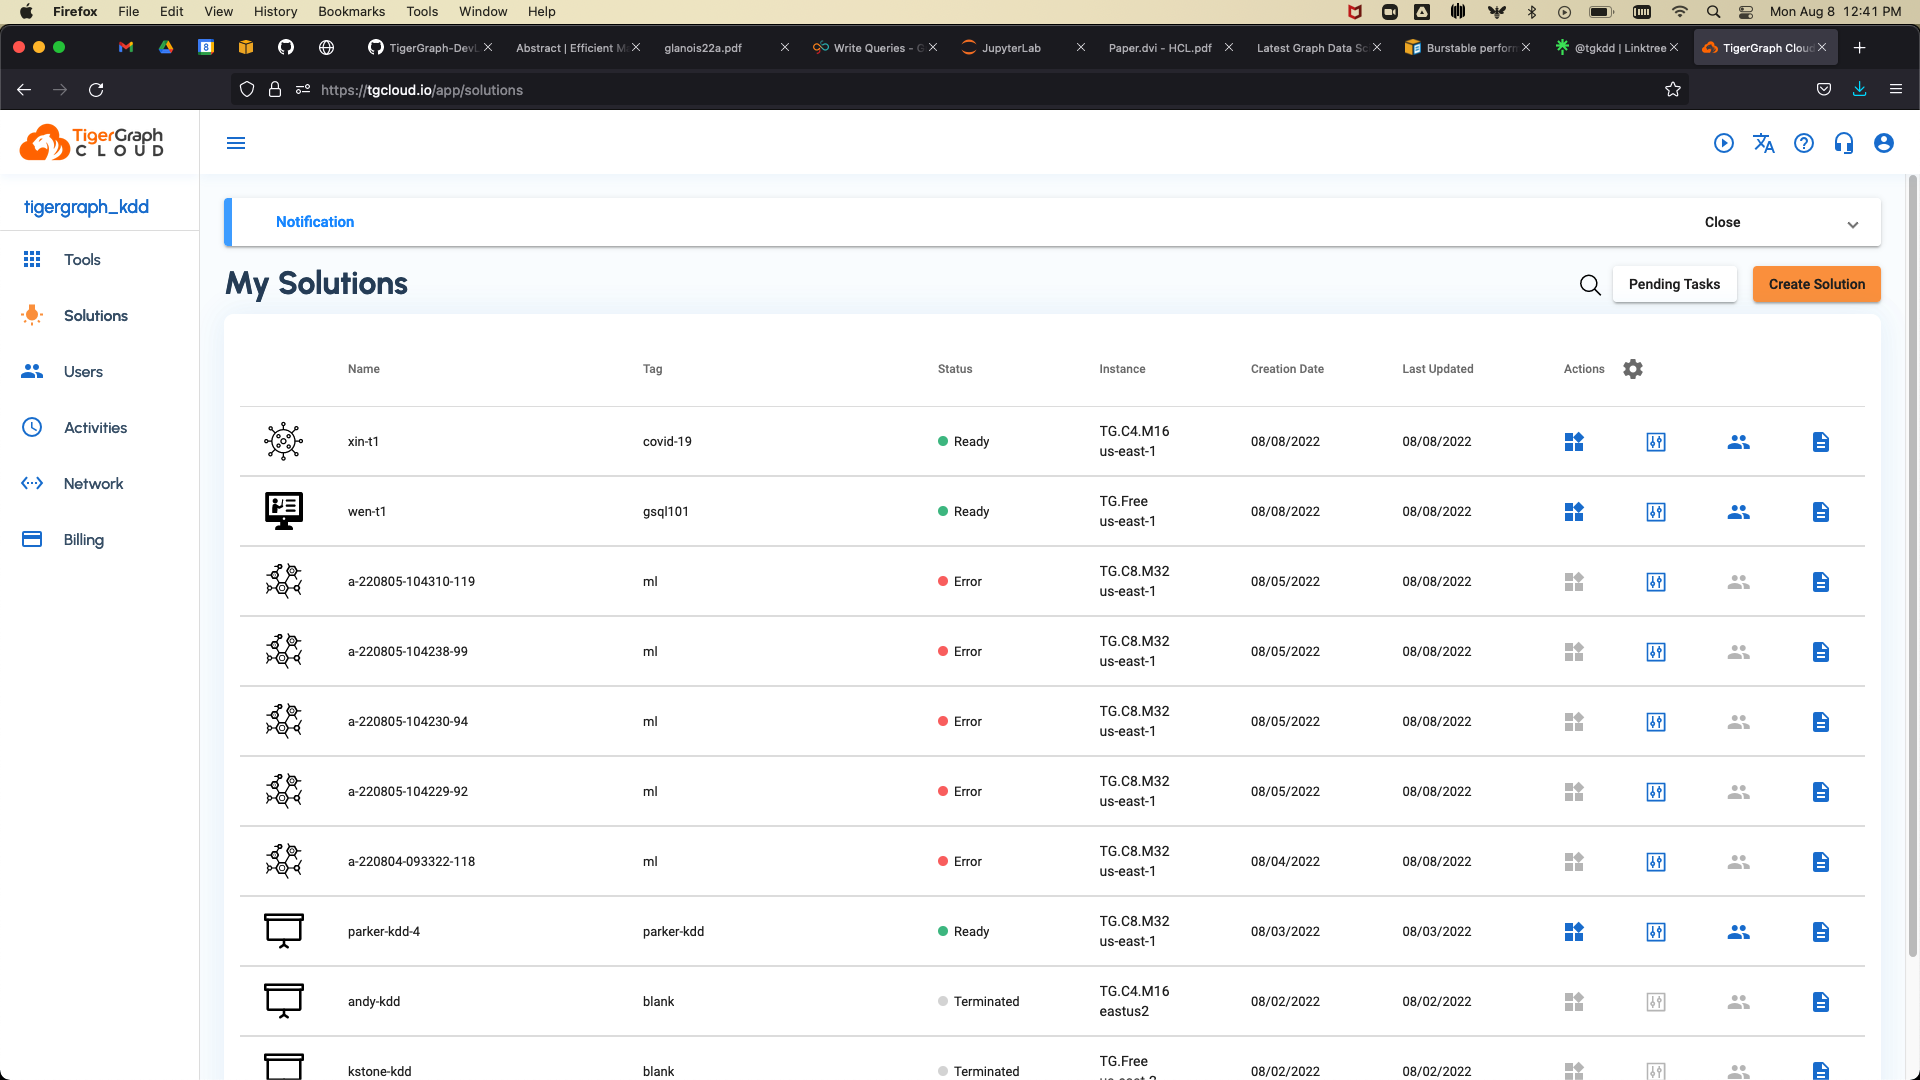 Firefox File Edit View History Bookmarks Tools Window Help Mon Aug 8 12:41 PM
TigerGraph-DevL Abstract | Efficient Ma glanois22a.pdf Write Queries - G JupyterLab Paper.dvi - HCL.pdf Latest Graph Data Sc Burstable perform @tgkdd | Linktree TigerGraph Cloud
https://tgcloud.io/app/solutions
TigerGraph
CLOUD
tigergraph_kdd
Tools
Solutions
Users
Activities
Network
Billing
Notification Close
My Solutions Pending Tasks Create Solution
Name Tag Status Instance Creation Date Last Updated Actions
xin-t1 covid-19 Ready TG.C4.M16 us-east-1 08/08/2022 08/08/2022
wen-t1 gsql101 Ready TG.Free us-east-1 08/08/2022 08/08/2022
a-220805-104310-119 ml Error TG.C8.M32 us-east-1 08/05/2022 08/08/2022
a-220805-104238-99 ml Error TG.C8.M32 us-east-1 08/05/2022 08/08/2022
a-220805-104230-94 ml Error TG.C8.M32 us-east-1 08/05/2022 08/08/2022
a-220805-104229-92 ml Error TG.C8.M32 us-east-1 08/05/2022 08/08/2022
a-220804-093322-118 ml Error TG.C8.M32 us-east-1 08/04/2022 08/08/2022
parker-kdd-4 parker-kdd Ready TG.C8.M32 us-east-1 08/03/2022 08/03/2022
andy-kdd blank Terminated TG.C4.M16 eastus2 08/02/2022 08/02/2022
kstone-kdd blank Terminated TG.Free 08/02/2022 08/02/2022